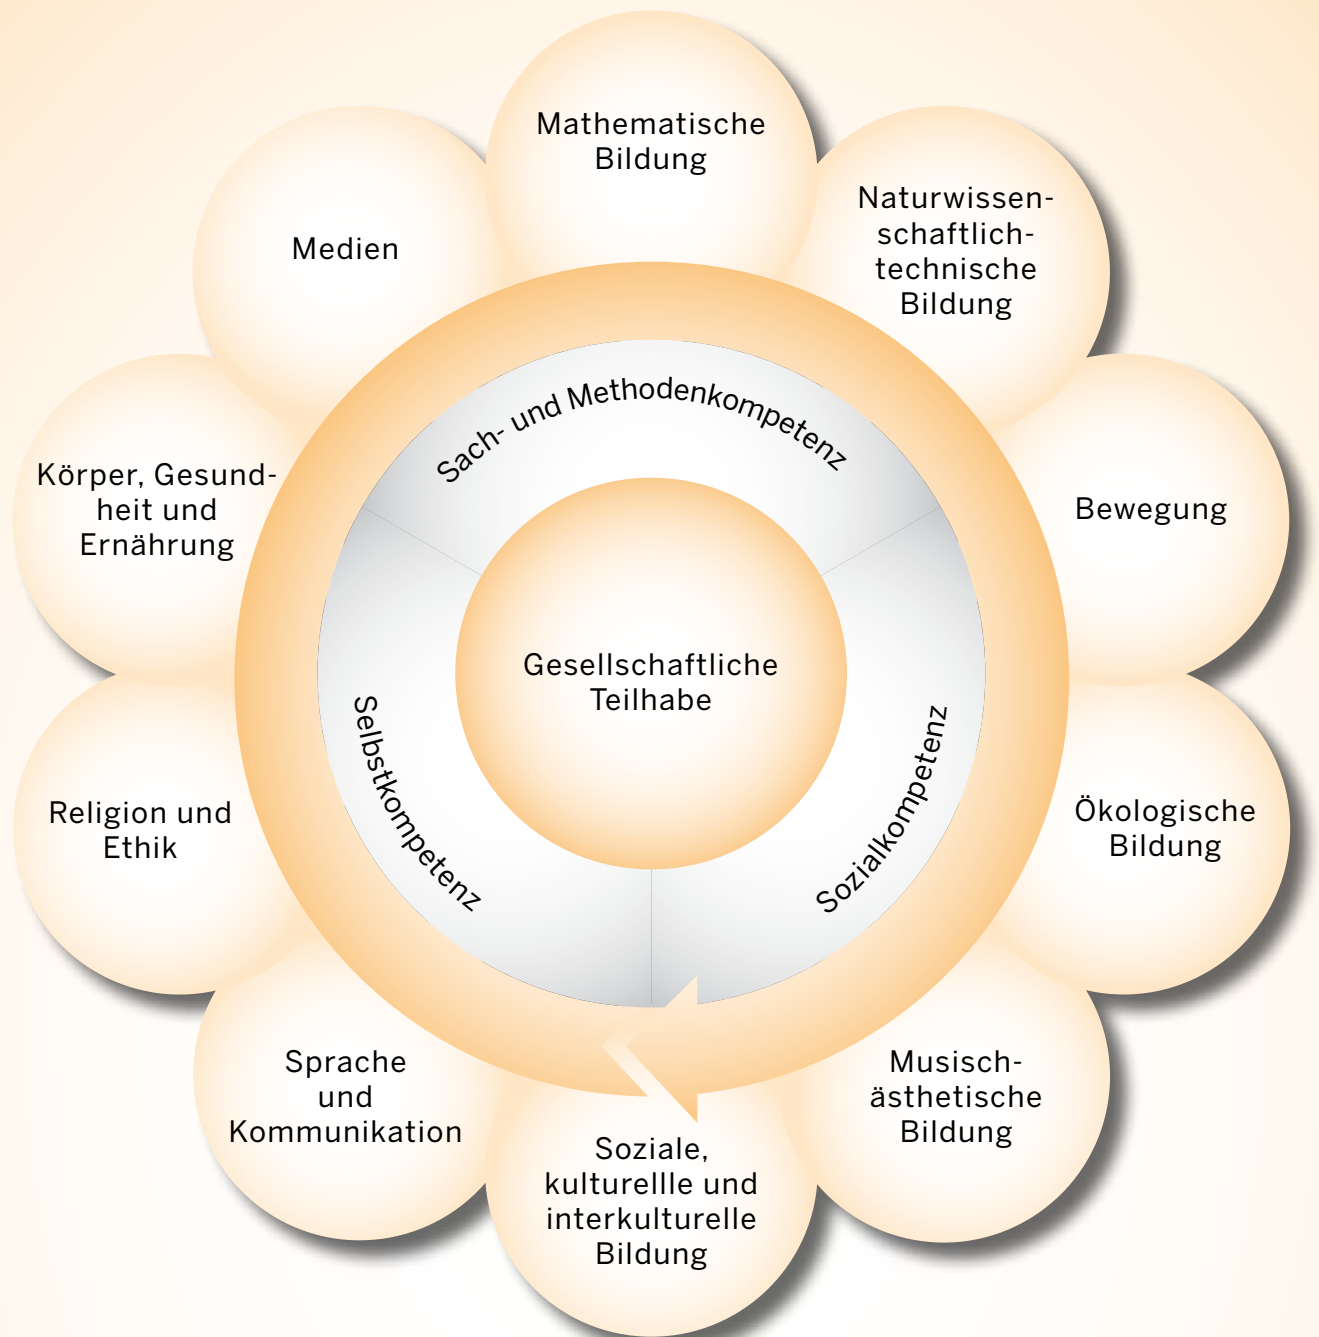 Mathematische
Bildung
Naturwissen-
schaftlich-
technische
Bildung
Medien
Sach- und Methodenkompetenz
Körper, Gesund-
heit und
Ernährung
Bewegung
Gesellschaftliche
Teilhabe
Selbstkompetenz
Sozialkompetenz
Religion und
Ethik
Ökologische
Bildung
Sprache
und
Kommunikation
Musisch-
ästhetische
Bildung
Soziale,
kulturellle und
interkulturelle
Bildung